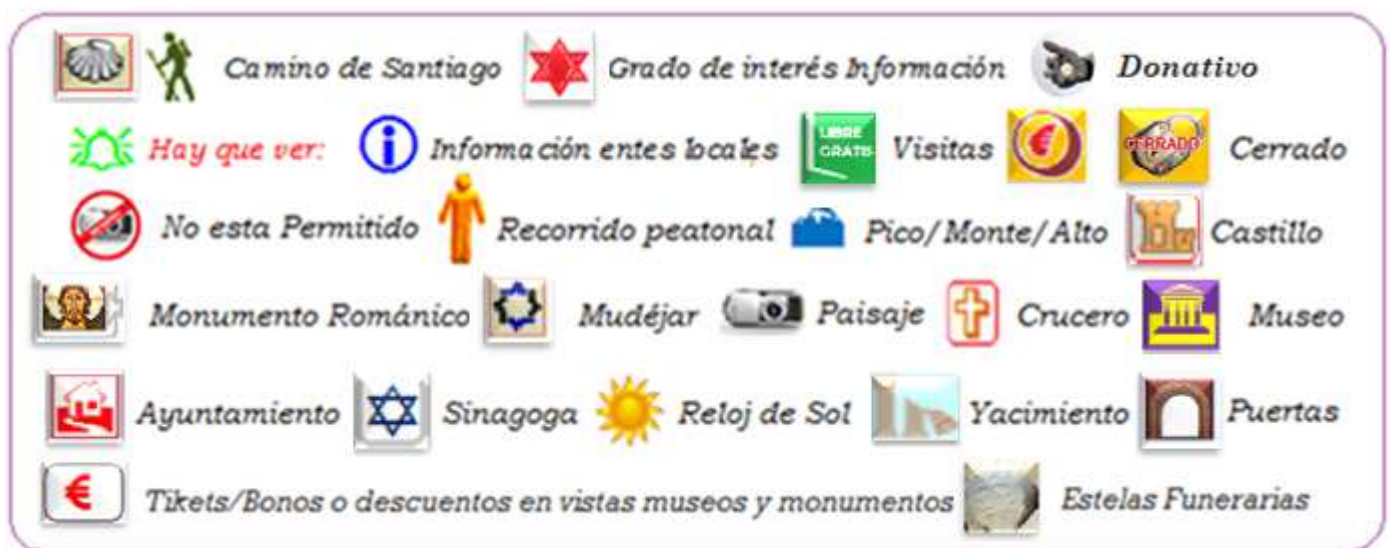 Camino de Santiago Grado de interés Información Donativo
Hay que ver: Información entes locales LIBRE GRATIS Visitas € CERRADO Cerrado
No esta Permitido Recorrido peatonal Pico/Monte/Alto Castillo
Monumento Románico Mudéjar Paisaje Crucero Museo
Ayuntamiento Sinagoga Reloj de Sol Yacimiento Puertas
€ Tikets/Bonos o descuentos en vistas museos y monumentos Estelas Funerarias